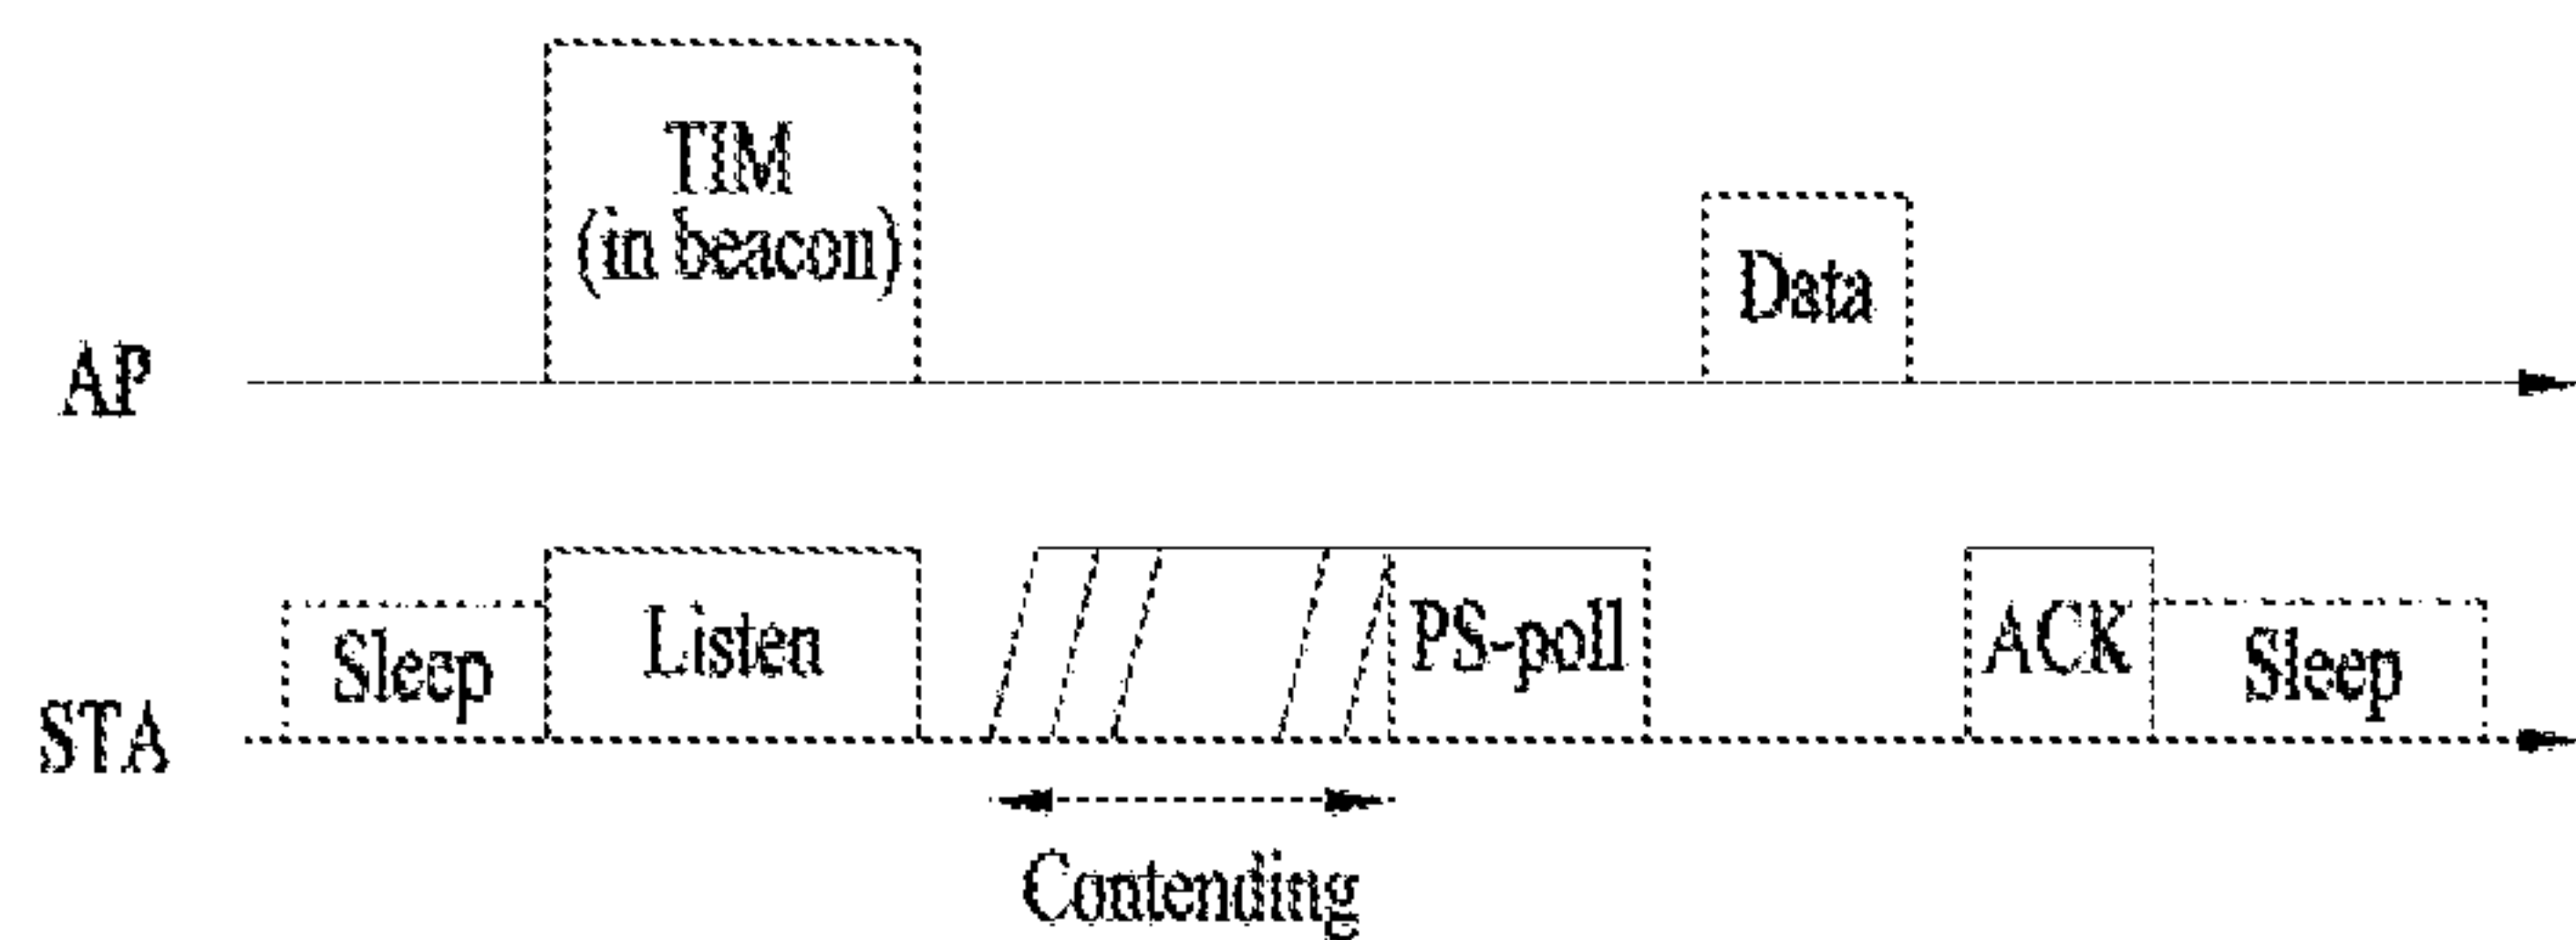 TIM
(in beacon)
Data
AP
Sleep
Listen
PS-poll
ACK
Sleep
STA
Contending